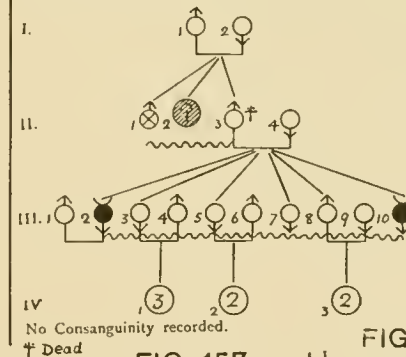 I. 1 2
II. 1 2 3 4
III. 1 2 3 4 5 6 7 8 9 10
3 2 2
IV 1 2 3
No Consanguinity recorded.
Dead
FIG
FIG. 457